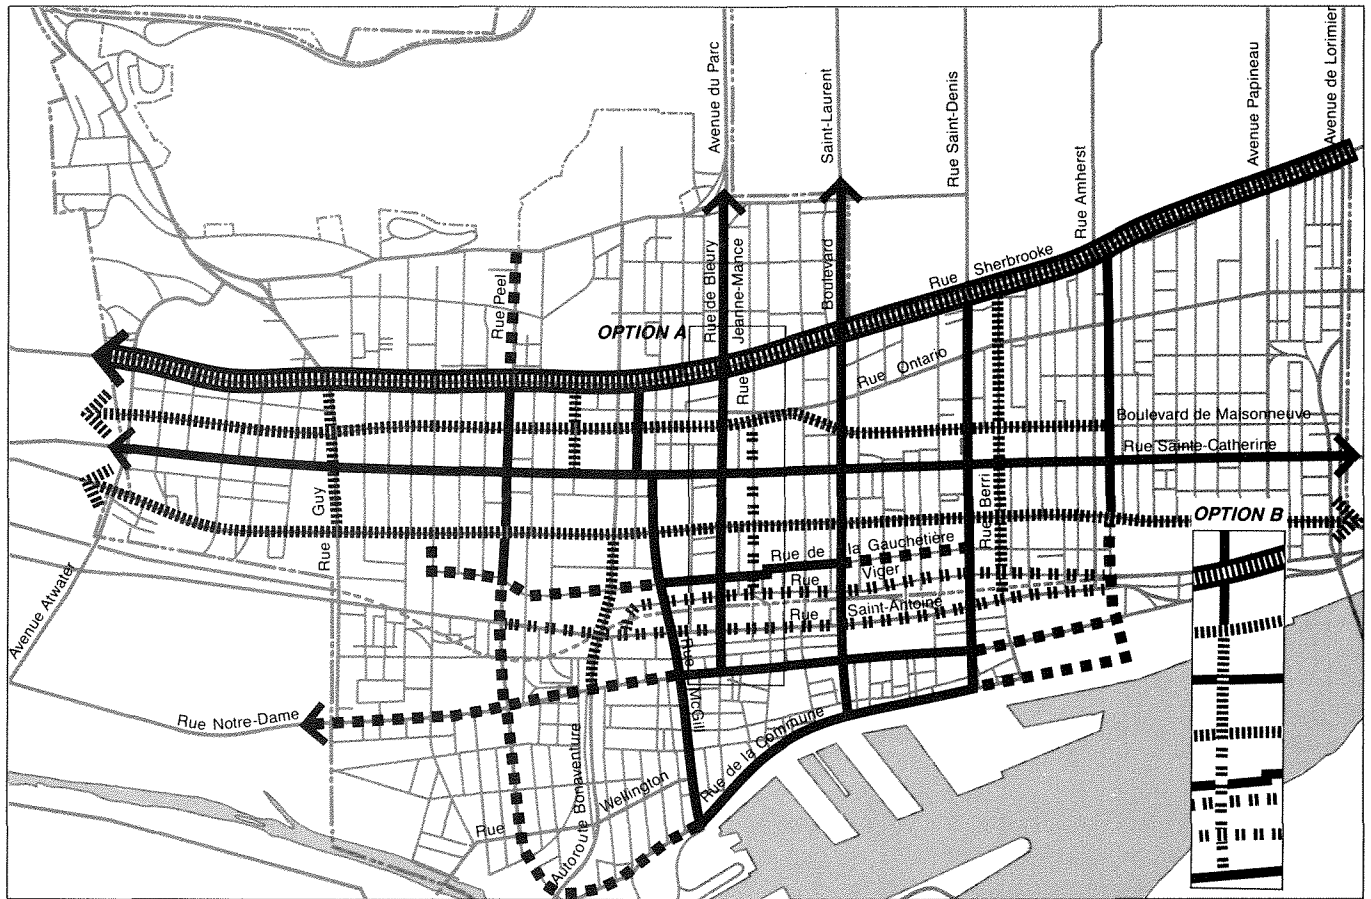 Avenue du Parc
Saint-Laurent
Rue Saint-Denis
Rue Amherst
Avenue Papineau
Avenue de Lorimier
Rue Peel
OPTION A
Rue de Bleury
Rue Jeanne-Mance
Boulevard
Rue Sherbrooke
Rue Ontario
Boulevard de Maisonneuve
Rue Sainte-Catherine
Rue Guy
Rue Berri
OPTION B
Rue de la Gauchetière
Rue Viger
Rue Saint-Antoine
Avenue Atwater
Rue McGill
Rue Notre-Dame
Rue de la Commune
Autoroute Bonaventure
Rue Wellington